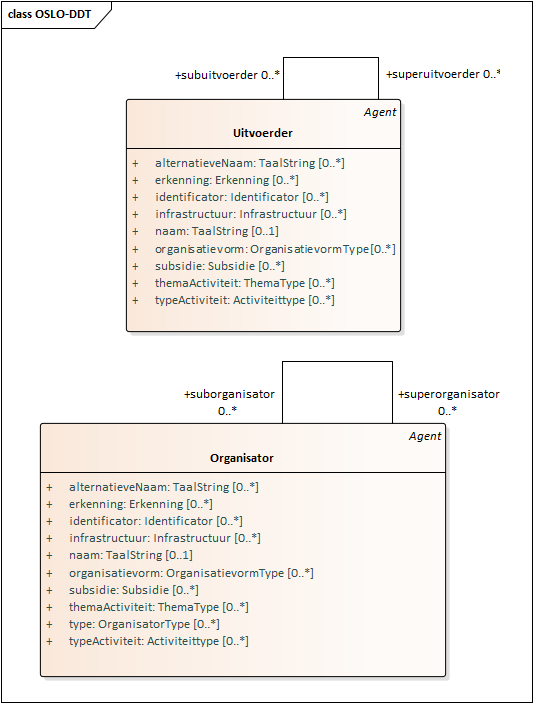 class OSLO-DDT
+subuitvoerder 0..*
+superuitvoerder 0..*
Agent
Uitvoerder
+ alternatieveNaam: TaalString [0..*]
+ erkenning: Erkenning [0..*]
+ identificator: Identificator [0..*]
+ infrastructuur: Infrastructuur [0..*]
+ naam: TaalString [0..1]
+ organisatievorm: OrganisatievormType[0..*]
+ subsidie: Subsidie [0..*]
+ themaActiviteit: ThemaType [0..*]
+ typeActiviteit: Activiteittype [0..*]
+suborganisator
0..*
+superorganisator
0..*
Agent
Organisator
+ alternatieveNaam: TaalString [0..*]
+ erkenning: Erkenning [0..*]
+ identificator: Identificator [0..*]
+ infrastructuur: Infrastructuur [0..*]
+ naam: TaalString [0..1]
+ organisatievorm: OrganisatievormType [0..*]
+ subsidie: Subsidie [0..*]
+ themaActiviteit: ThemaType [0..*]
+ type: OrganisatorType [0..*]
+ typeActiviteit: Activiteittype [0..*]